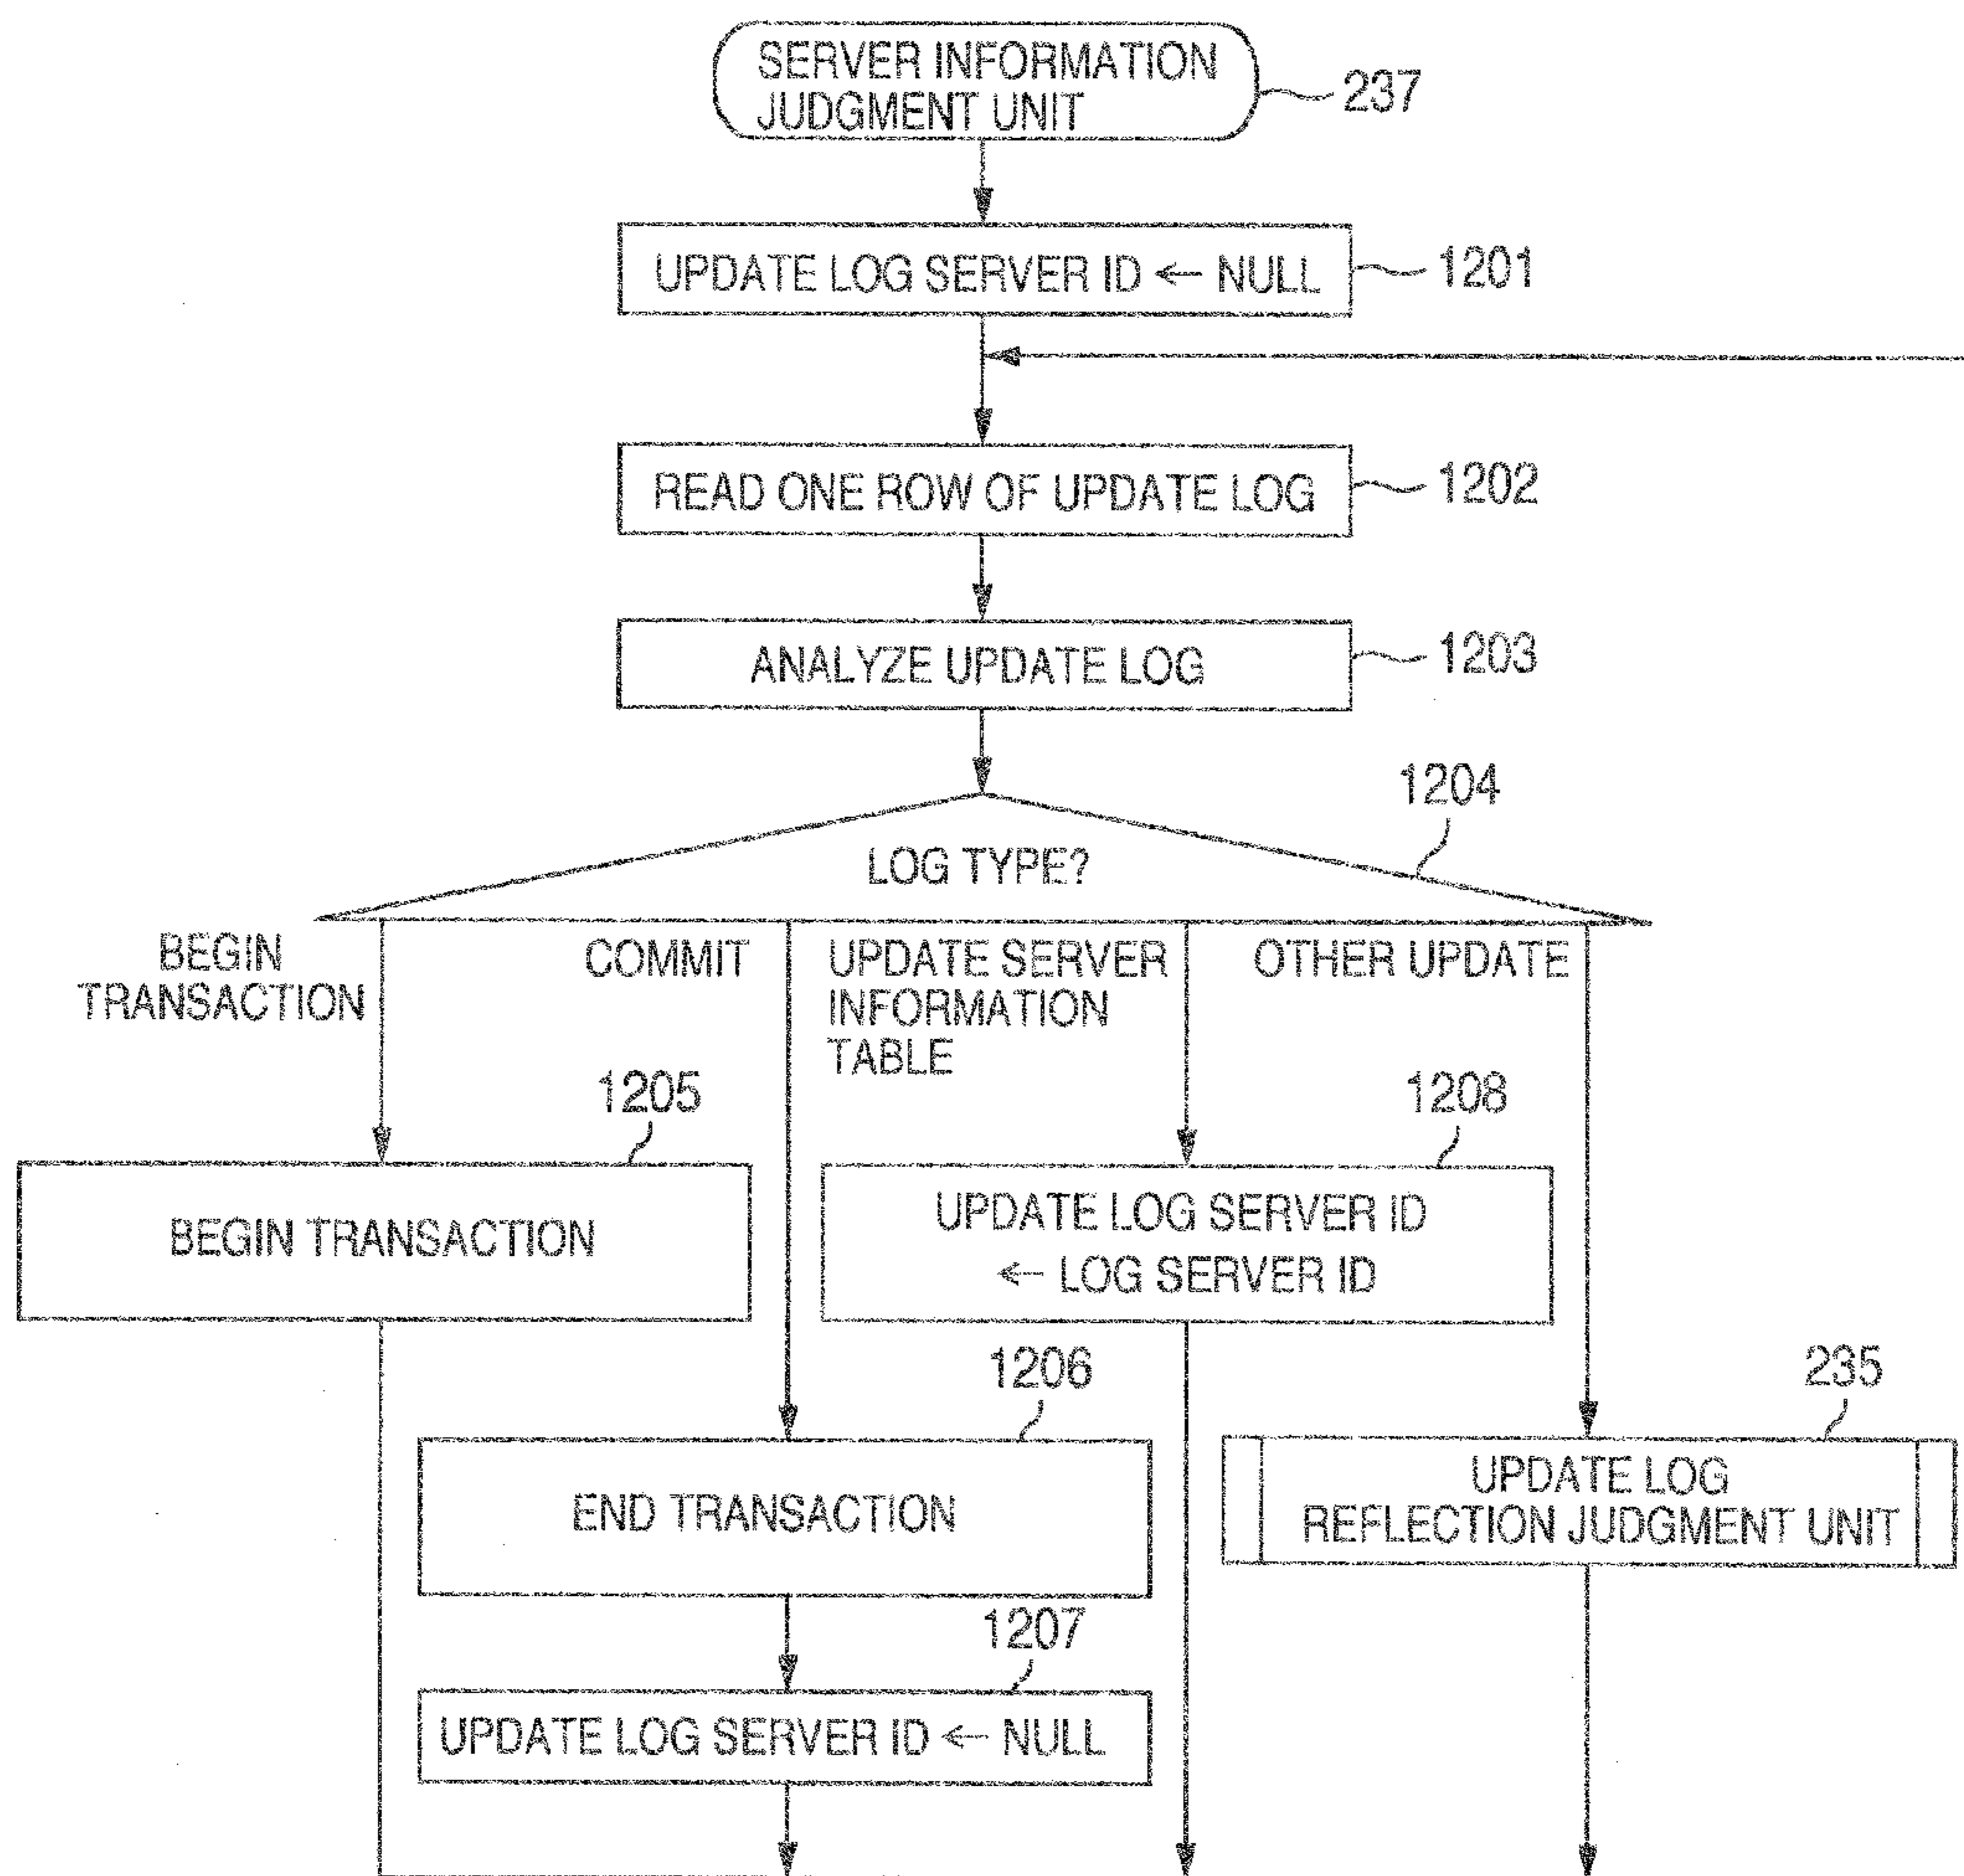 SERVER INFORMATION
JUDGMENT UNIT
237
UPDATE LOG SERVER ID ← NULL
1201
READ ONE ROW OF UPDATE LOG
1202
ANALYZE UPDATE LOG
1203
1204
LOG TYPE?
BEGIN
TRANSACTION
COMMIT
UPDATE SERVER
INFORMATION
TABLE
OTHER UPDATE
1205
1208
BEGIN TRANSACTION
UPDATE LOG SERVER ID
← LOG SERVER ID
1206
235
END TRANSACTION
UPDATE LOG
REFLECTION JUDGMENT UNIT
1207
UPDATE LOG SERVER ID ← NULL